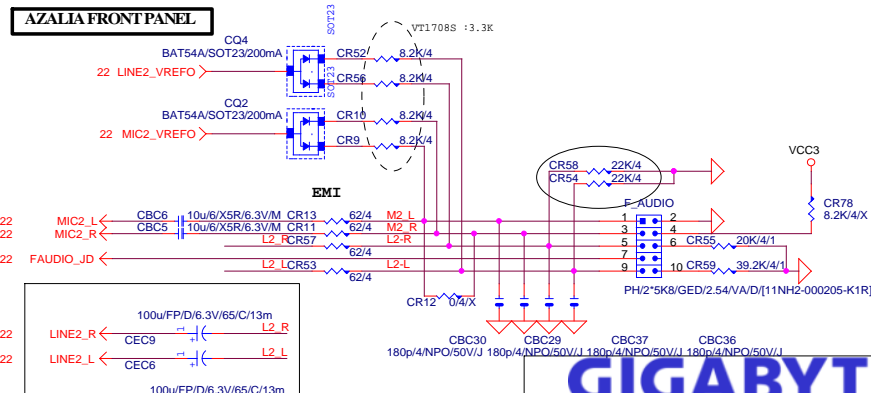 AZALIA FRONT PANEL
SOT23
VT1708S :3.3K
CQ4
BAT54A/SOT23/200mA
22 LINE2_VREFO
CR52 8.2K/4
CR56 8.2K/4
SOT23
CQ2
BAT54A/SOT23/200mA
22 MIC2_VREFO
CR10 8.2K/4
CR9 8.2K/4
CR58 22K/4
CR54 22K/4
VCC3
CR78
8.2K/4/X
EMI
F_AUDIO
22 MIC2_L CBC6 10u/6/X5R/6.3V/M CR13 62/4 M2_L 1 2
22 MIC2_R CBC5 10u/6/X5R/6.3V/M CR11 62/4 M2_R 3 4
L2_R CR57 62/4 L2-R 5 6 CR55 20K/4/1
22 FAUDIO_JD 7
L2_L CR53 62/4 L2-L 9 10 CR59 39.2K/4/1
PH/2*5K8/GED/2.54/VA/D/[11NH2-000205-K1R]
CR12 0/4/X
100u/FP/D/6.3V/65/C/13m
22 LINE2_R 1 + L2_R
CEC9
22 LINE2_L 1 + L2_L
CEC6
100u/FP/D/6.3V/65/C/13m
CBC30 CBC29 CBC37 CBC36
180p/4/NPO/50V/J 180p/4/NPO/50V/J 180p/4/NPO/50V/J 180p/4/NPO/50V/J
GIGABYT